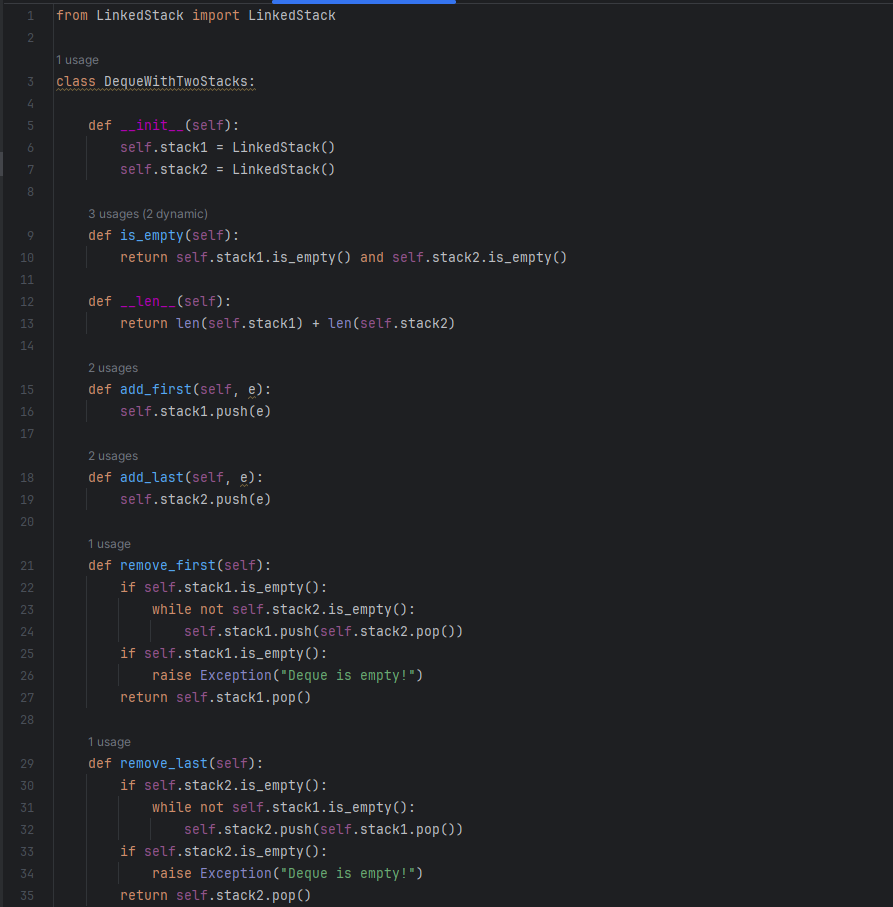 1 from LinkedStack import LinkedStack
2
1 usage
3 class DequeWithTwoStacks:
4
5     def __init__(self):
6         self.stack1 = LinkedStack()
7         self.stack2 = LinkedStack()
8
3 usages (2 dynamic)
9     def is_empty(self):
10         return self.stack1.is_empty() and self.stack2.is_empty()
11
12     def __len__(self):
13         return len(self.stack1) + len(self.stack2)
14
2 usages
15     def add_first(self, e):
16         self.stack1.push(e)
17
2 usages
18     def add_last(self, e):
19         self.stack2.push(e)
20
1 usage
21     def remove_first(self):
22         if self.stack1.is_empty():
23             while not self.stack2.is_empty():
24                 self.stack1.push(self.stack2.pop())
25         if self.stack1.is_empty():
26             raise Exception("Deque is empty!")
27         return self.stack1.pop()
28
1 usage
29     def remove_last(self):
30         if self.stack2.is_empty():
31             while not self.stack1.is_empty():
32                 self.stack2.push(self.stack1.pop())
33         if self.stack2.is_empty():
34             raise Exception("Deque is empty!")
35         return self.stack2.pop()